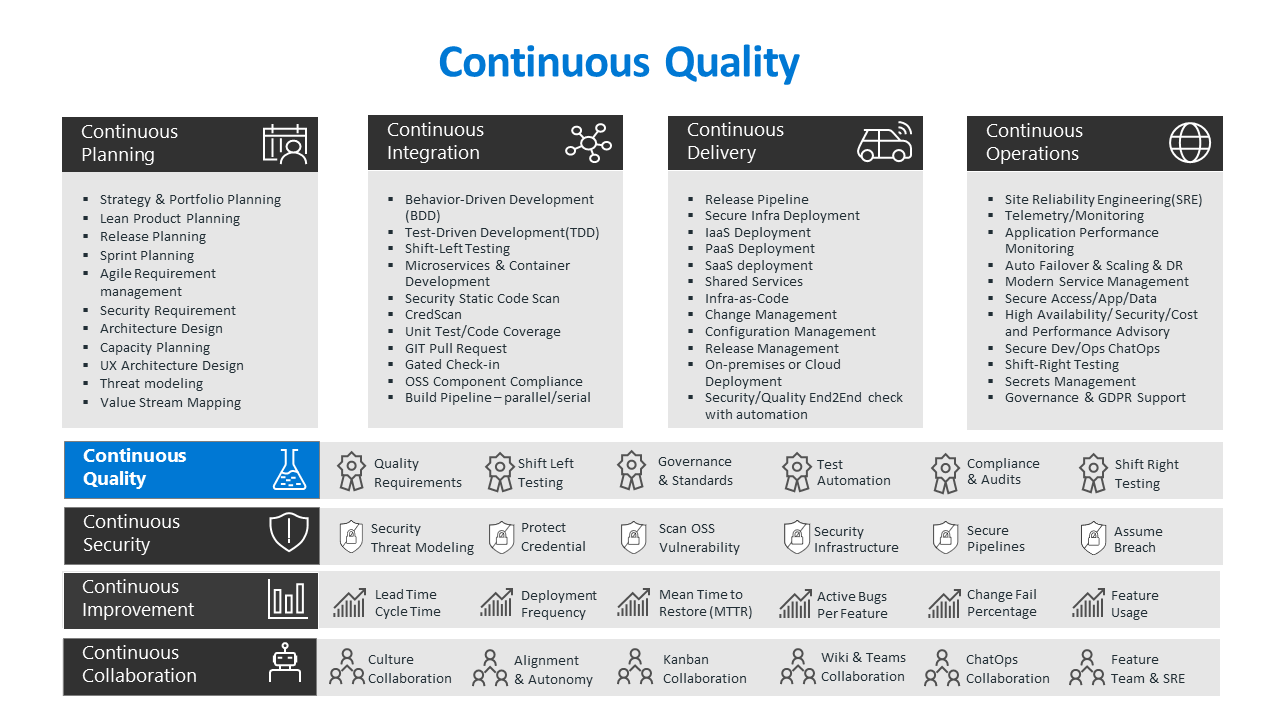 Continuous Quality
Continuous
Planning
Strategy & Portfolio Planning
Lean Product Planning
Release Planning
Sprint Planning
Agile Requirement
management
Security Requirement
Architecture Design
Capacity Planning
UX Architecture Design
Threat modeling
Value Stream Mapping
Continuous
Integration
Behavior-Driven Development
(BDD)
Test-Driven Development(TDD)
Shift-Left Testing
Microservices & Container
Development
Security Static Code Scan
CredScan
Unit Test/Code Coverage
GIT Pull Request
Gated Check-in
OSS Component Compliance
Build Pipeline – parallel/serial
Continuous
Delivery
Release Pipeline
Secure Infra Deployment
IaaS Deployment
PaaS Deployment
SaaS deployment
Shared Services
Infra-as-Code
Change Management
Configuration Management
Release Management
On-premises or Cloud
Deployment
Security/Quality End2End check
with automation
Continuous
Operations
Site Reliability Engineering(SRE)
Telemetry/Monitoring
Application Performance
Monitoring
Auto Failover & Scaling & DR
Modern Service Management
Secure Access/App/Data
High Availability/ Security/Cost
and Performance Advisory
Secure Dev/Ops ChatOps
Shift-Right Testing
Secrets Management
Governance & GDPR Support
Continuous
Quality
Quality
Requirements
Shift Left
Testing
Governance
& Standards
Test
Automation
Compliance
& Audits
Shift Right
Testing
Continuous
Security
Security
Threat Modeling
Protect
Credential
Scan OSS
Vulnerability
Security
Infrastructure
Secure
Pipelines
Assume
Breach
Continuous
Improvement
Lead Time
Cycle Time
Deployment
Frequency
Mean Time to
Restore (MTTR)
Active Bugs
Per Feature
Change Fail
Percentage
Feature
Usage
Continuous
Collaboration
Culture
Collaboration
Alignment
& Autonomy
Kanban
Collaboration
Wiki & Teams
Collaboration
ChatOps
Collaboration
Feature
Team & SRE